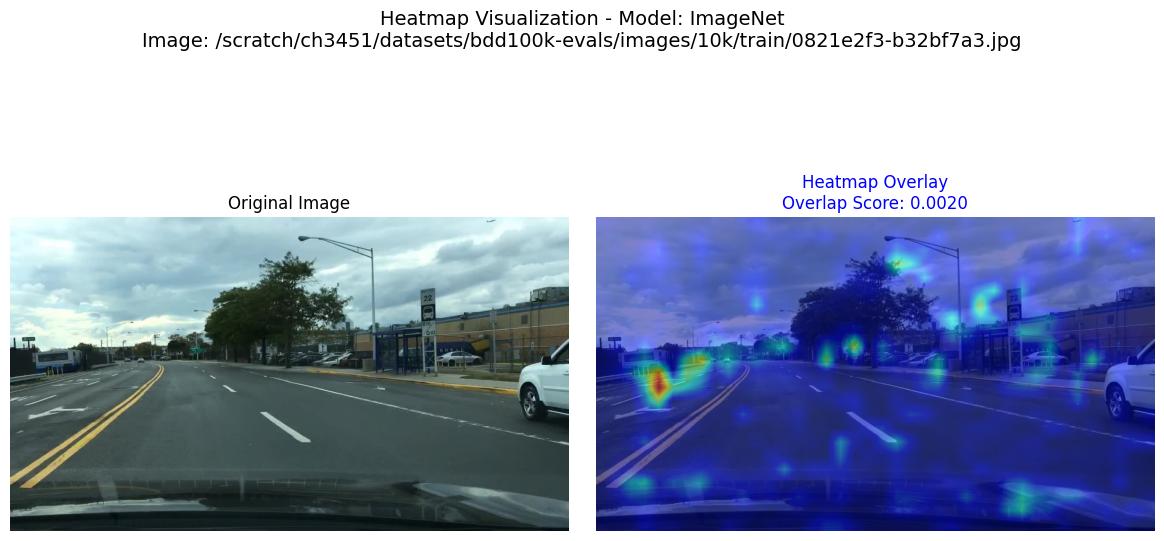 Heatmap Visualization - Model: ImageNet
Image: /scratch/ch3451/datasets/bdd100k-evals/images/10k/train/0821e2f3-b32bf7a3.jpg
Original Image
Heatmap Overlay
Overlap Score: 0.0020
22